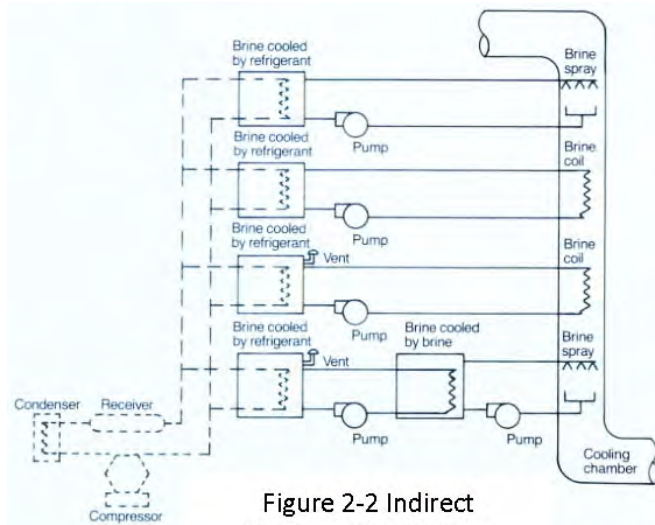 Brine cooled
by refrigerant
Brine
spray
Pump
Brine cooled
by refrigerant
Brine
coil
Pump
Brine cooled
by refrigerant
Vent
Brine
coil
Pump
Brine cooled
by refrigerant
Vent
Brine cooled
by brine
Brine
spray
Pump
Pump
Condenser
Receiver
Compressor
Cooling
chamber
Figure 2-2 Indirect